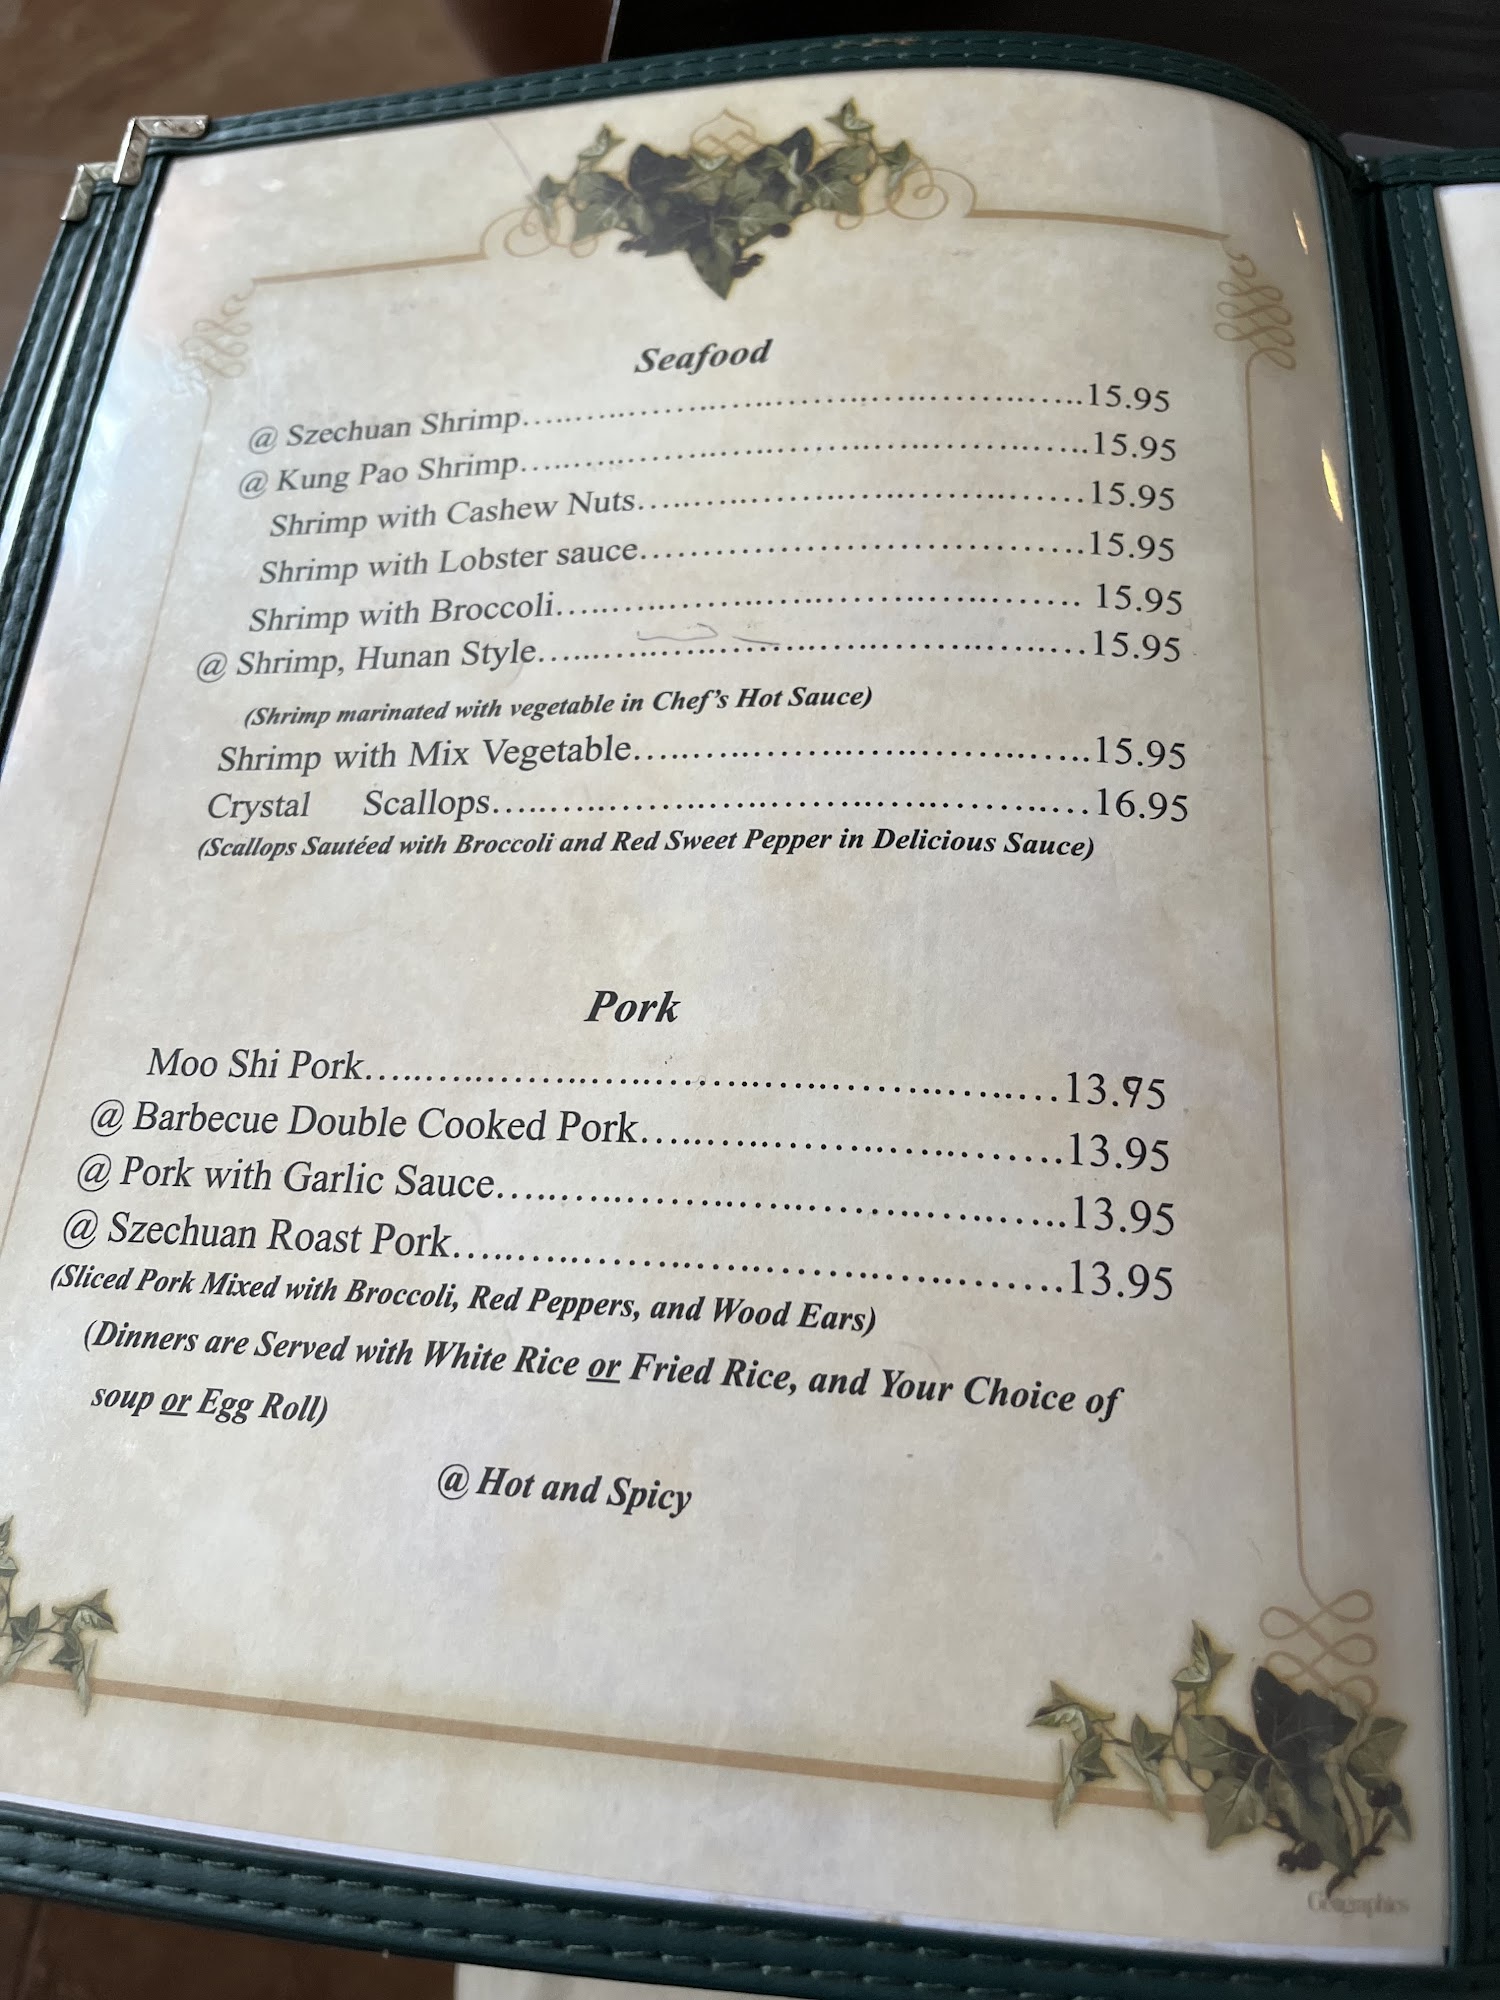 Seafood
@ Szechuan Shrimp.......................................................15.95
@ Kung Pao Shrimp.......................................................15.95
Shrimp with Cashew Nuts.............................................15.95
Shrimp with Lobster sauce............................................15.95
Shrimp with Broccoli.................................................... 15.95
@ Shrimp, Hunan Style.....................................................15.95
(Shrimp marinated with vegetable in Chef's Hot Sauce)
Shrimp with Mix Vegetable.............................................15.95
Crystal Scallops..........................................................16.95
(Scallops Sautéed with Broccoli and Red Sweet Pepper in Delicious Sauce)
Pork
Moo Shi Pork..............................................................13.95
@ Barbecue Double Cooked Pork....................................13.95
@ Pork with Garlic Sauce.................................................13.95
@ Szechuan Roast Pork....................................................13.95
(Sliced Pork Mixed with Broccoli, Red Peppers, and Wood Ears)
(Dinners are Served with White Rice or Fried Rice, and Your Choice of
soup or Egg Roll)
@ Hot and Spicy
Geographics